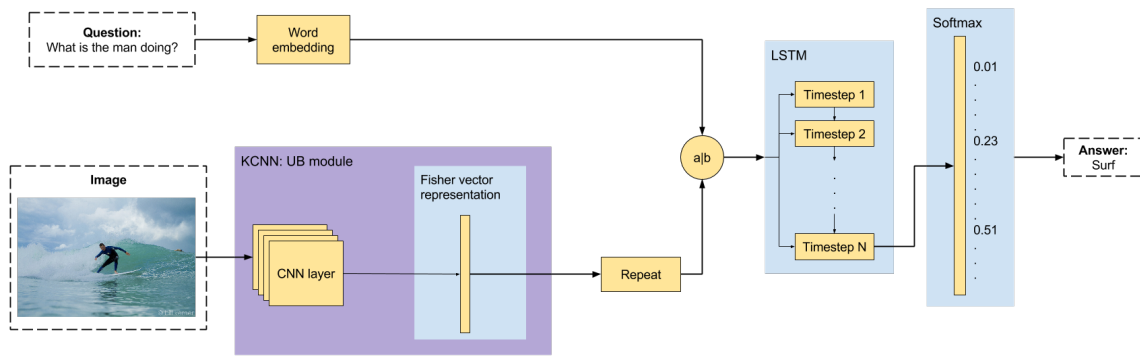 Question:
What is the man doing?
Word
embedding
Image
KCNN: UB module
CNN layer
Fisher vector
representation
Repeat
a|b
LSTM
Timestep 1
Timestep 2
Timestep N
Softmax
0.01
0.23
0.51
Answer:
Surf